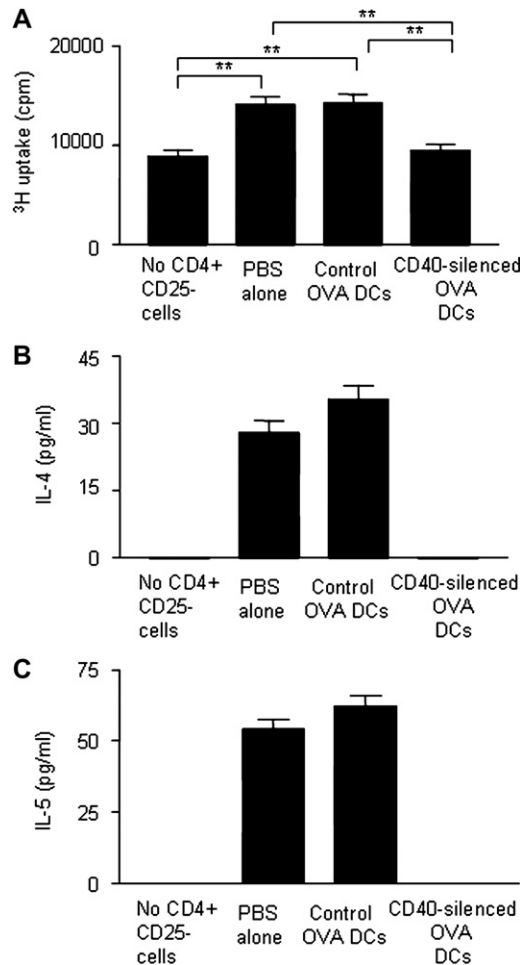 A
**
**
**
**
20000
10000
0
³H uptake (cpm)
No CD4+
CD25-
cells
PBS
alone
Control
OVA DCs
CD40-silenced
OVA
DCs
B
45
30
15
0
IL-4 (pg/ml)
No CD4+
CD25-
cells
PBS
alone
Control
OVA DCs
CD40-silenced
OVA
DCs
C
75
50
25
0
IL-5 (pg/ml)
No CD4+
CD25-
cells
PBS
alone
Control
OVA DCs
CD40-silenced
OVA
DCs